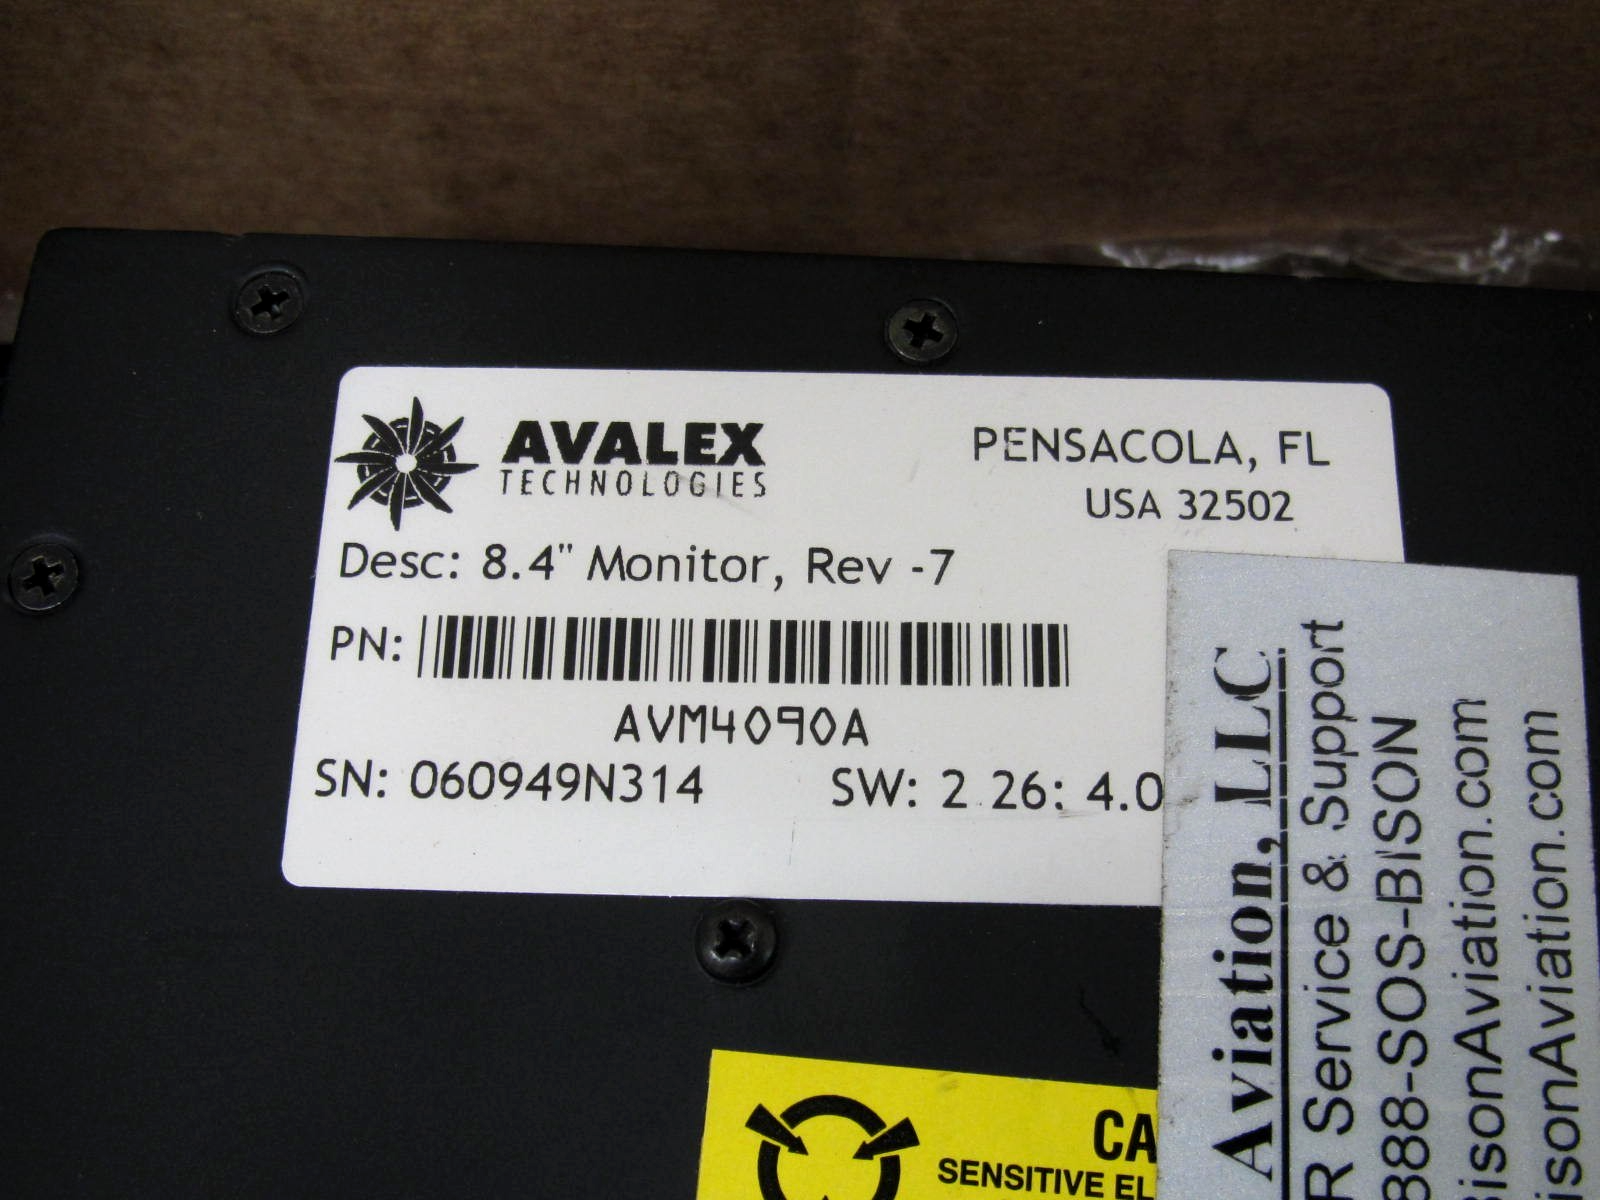 AVALEX
TECHNOLOGIES
PENSACOLA, FL
USA 32502
Desc: 8.4" Monitor, Rev -7
PN:
AVM4090A
SN: 060949N314
SW: 2 26: 4.0
Aviation, LLC
R Service & Support
888-SOS-BISON
isonAviation.com
isonAviation.com
CA
SENSITIVE EL